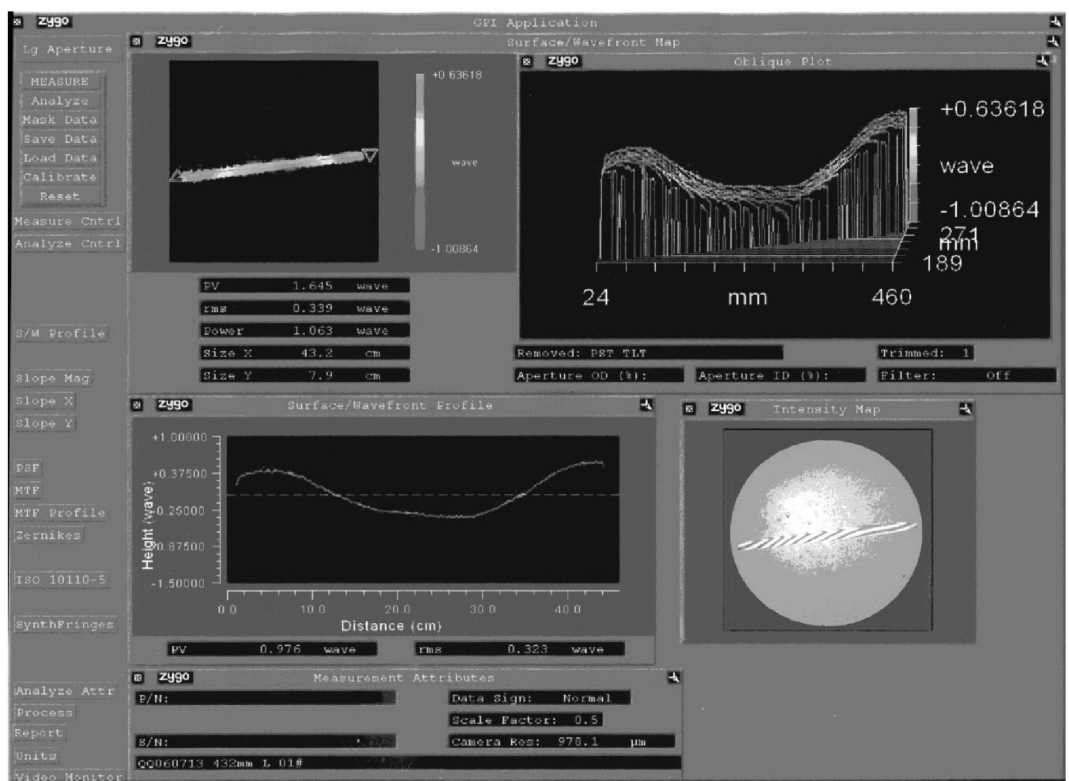 zygo GPI Application
Lg Aperture
MEASURE
Analyze
Mask Data
Save Data
Load Data
Calibrate
Reset
Measure Cntrl
Analyze Cntrl
S/W Profile
Slope Mag
Slope X
Slope Y
PSF
MTF
MTF Profile
Zernikes
ISO 10110-5
SynthFringes
Analyze Attr
Process
Report
Units
Video Monitor
zygo Surface/Wavefront Map
+0.63618
wave
-1.00864
PV 1.645 wave
rms 0.339 wave
Power 1.063 wave
Size X 43.2 cm
Size Y 7.9 cm
zygo Oblique Plot
+0.63618
wave
-1.00864
271
mm
189
24 mm 460
Removed: PST TLT Trimmed: 1
Aperture OD (%): Aperture ID (%): Filter: Off
zygo Surface/Wavefront Profile
+1.00000
+0.37500
-0.25000
-0.87500
-1.50000
Height (wave)
0.0 10.0 20.0 30.0 40.0
Distance (cm)
PV 0.976 wave rms 0.323 wave
zygo Intensity Map
zygo Measurement Attributes
P/N: Data Sign: Normal
Scale Factor: 0.5
S/N: Camera Res: 978.1 µm
QQ060713 432mm L 01#